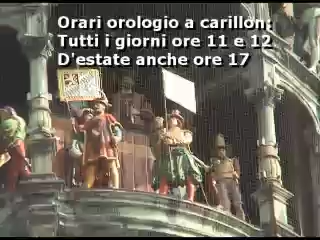 Orari orologio a carillon:
Tutti i giorni ore 11 e 12
D'estate anche ore 17